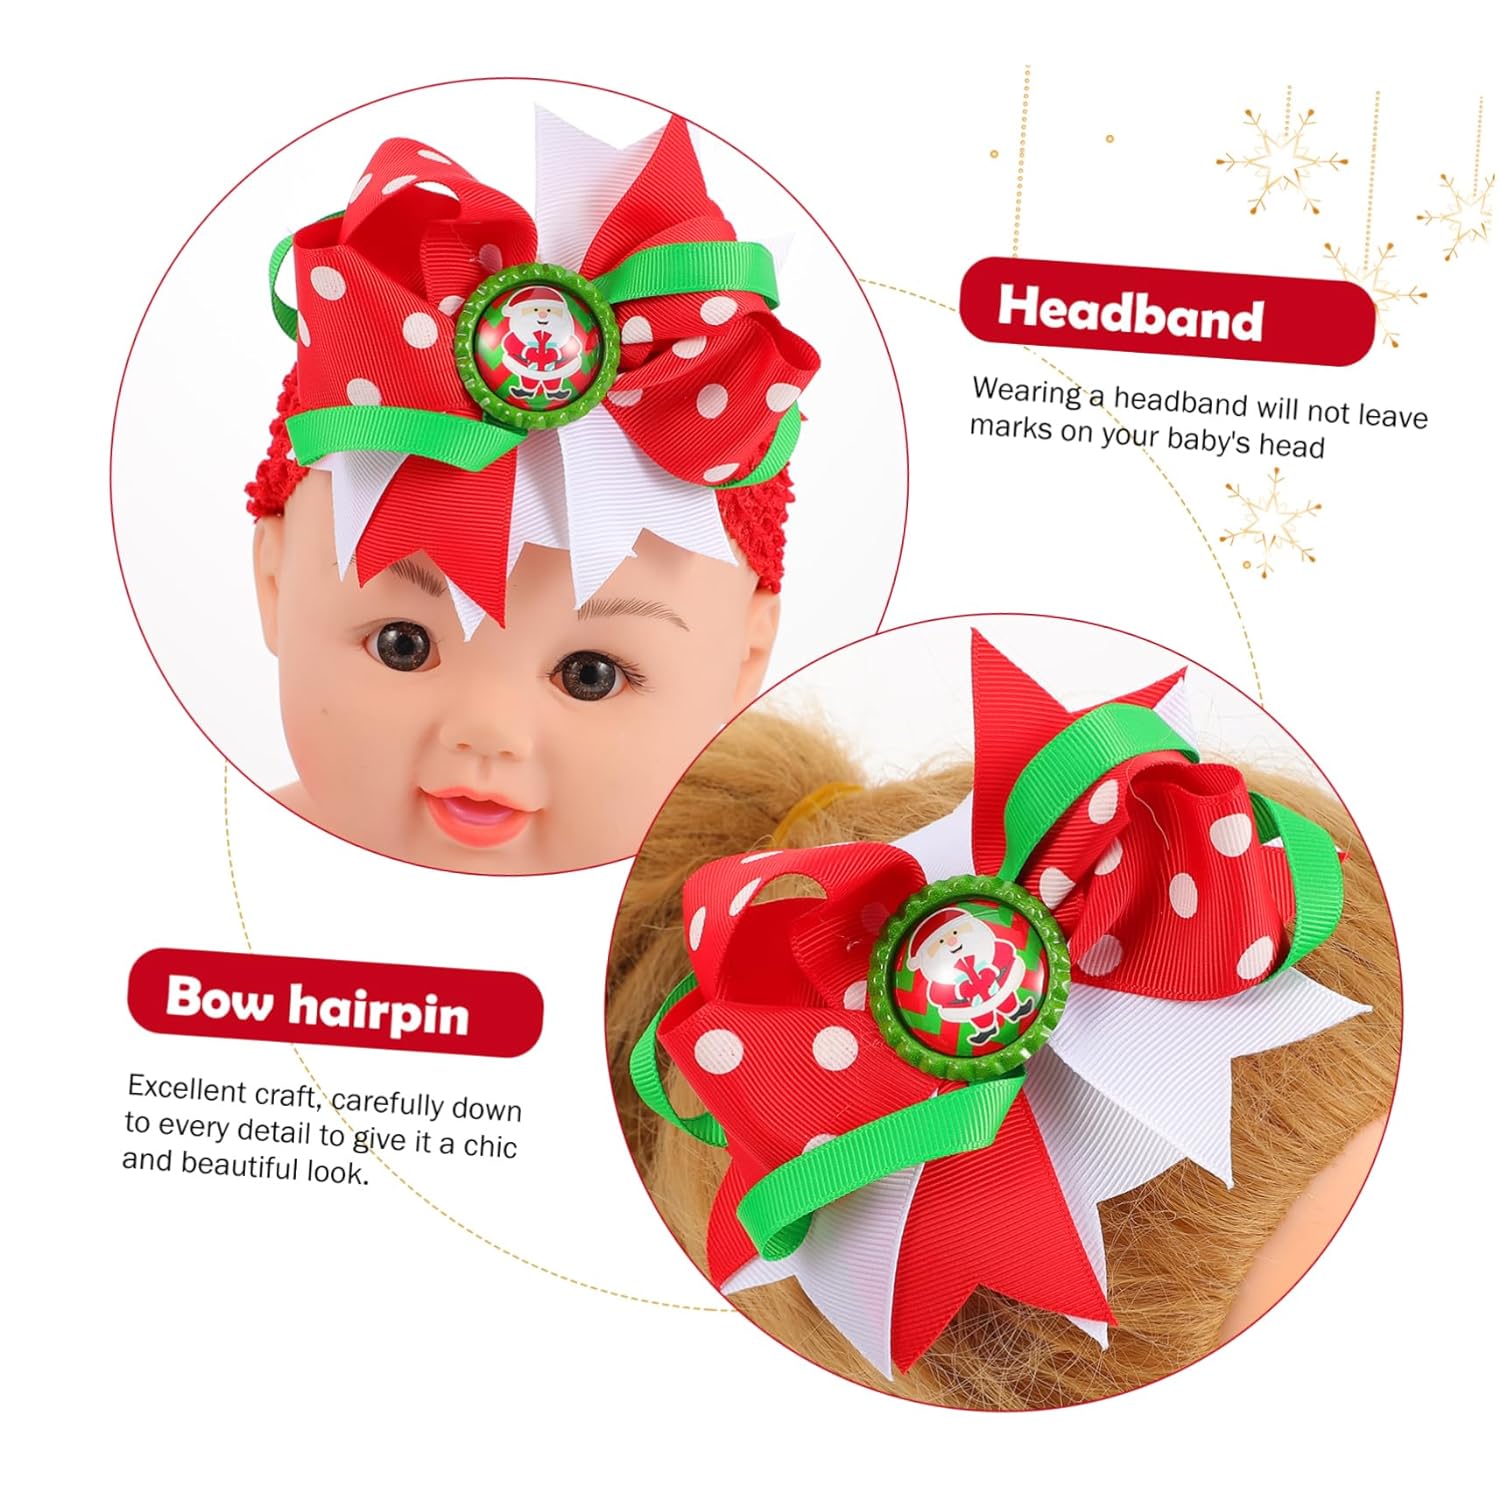 Headband
Wearing a headband will not leave
marks on your baby's head
Bow hairpin
Excellent craft, carefully down
to every detail to give it a chic
and beautiful look.